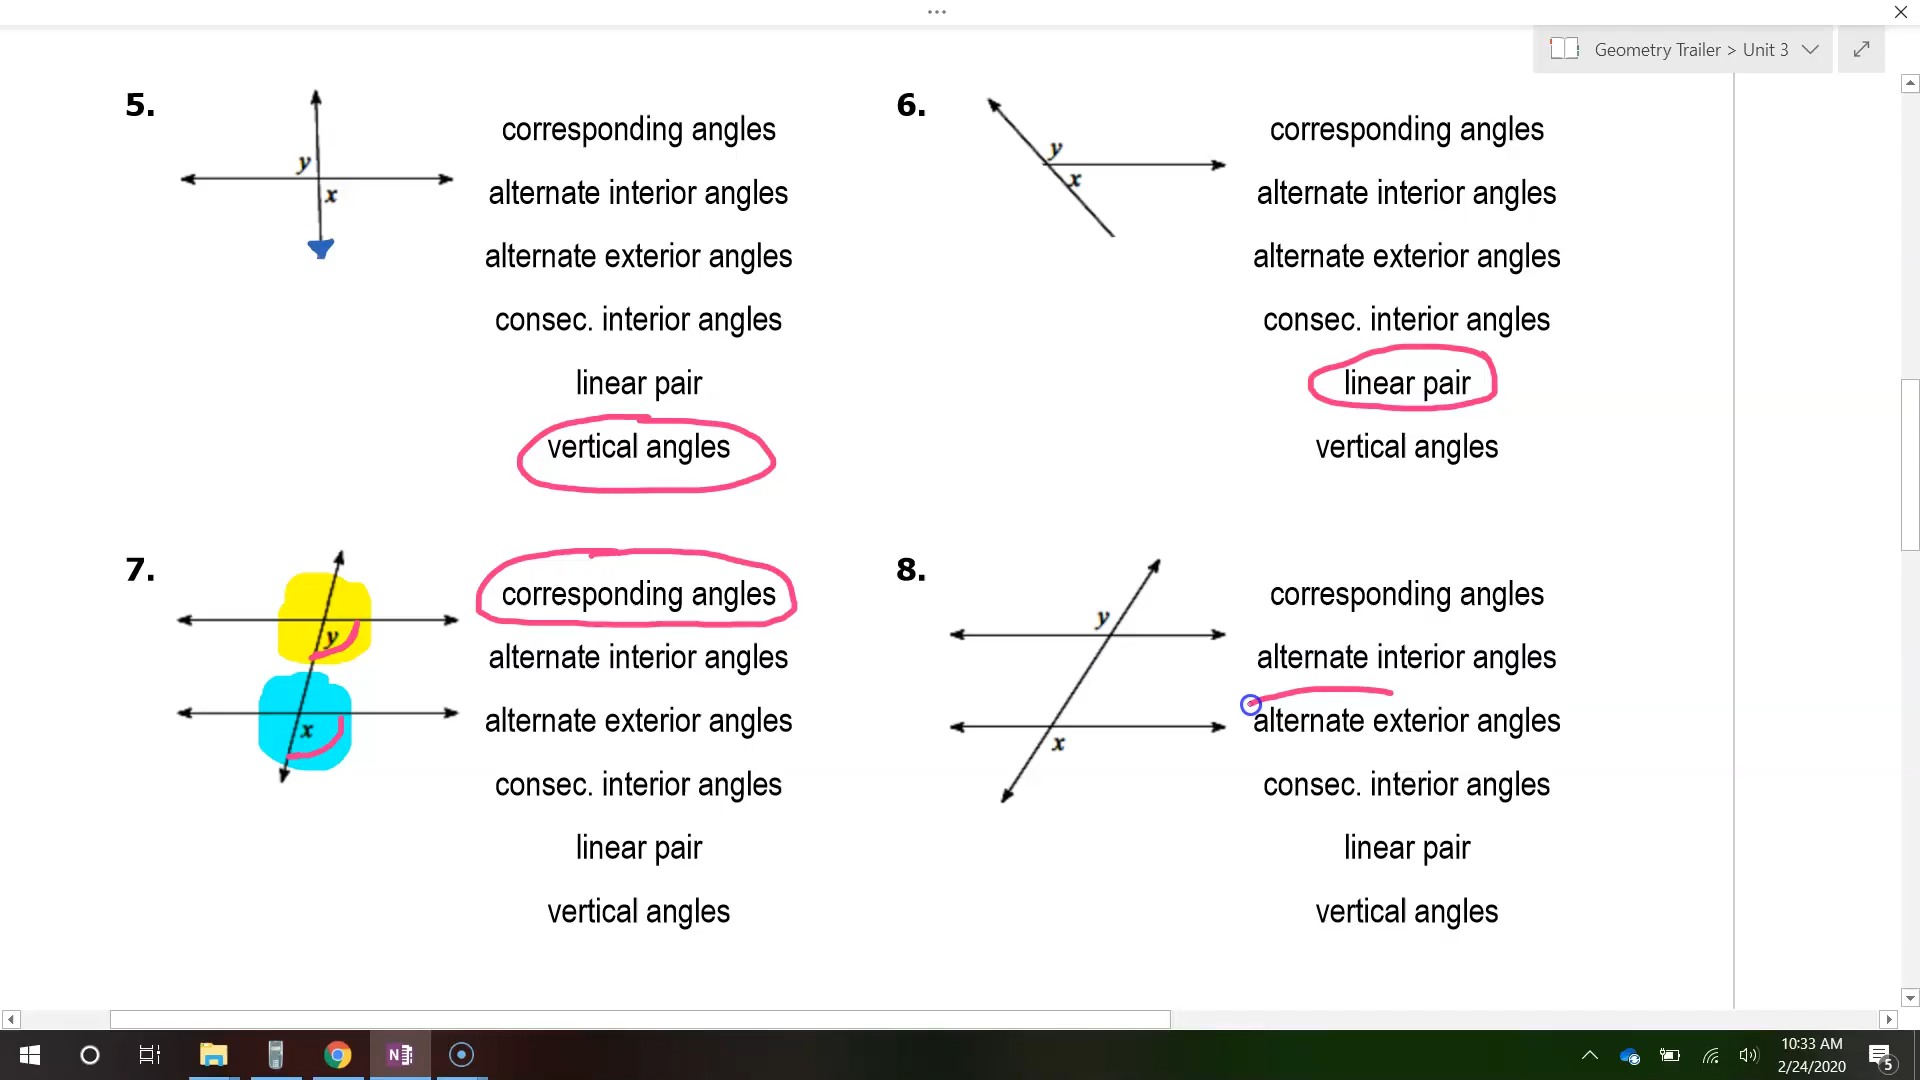 Geometry Trailer > Unit 3
5.
y
x
corresponding angles
alternate interior angles
alternate exterior angles
consec. interior angles
linear pair
vertical angles
6.
y
x
corresponding angles
alternate interior angles
alternate exterior angles
consec. interior angles
linear pair
vertical angles
7.
y
x
corresponding angles
alternate interior angles
alternate exterior angles
consec. interior angles
linear pair
vertical angles
8.
y
x
corresponding angles
alternate interior angles
alternate exterior angles
consec. interior angles
linear pair
vertical angles
N
10:33 AM
2/24/2020
5